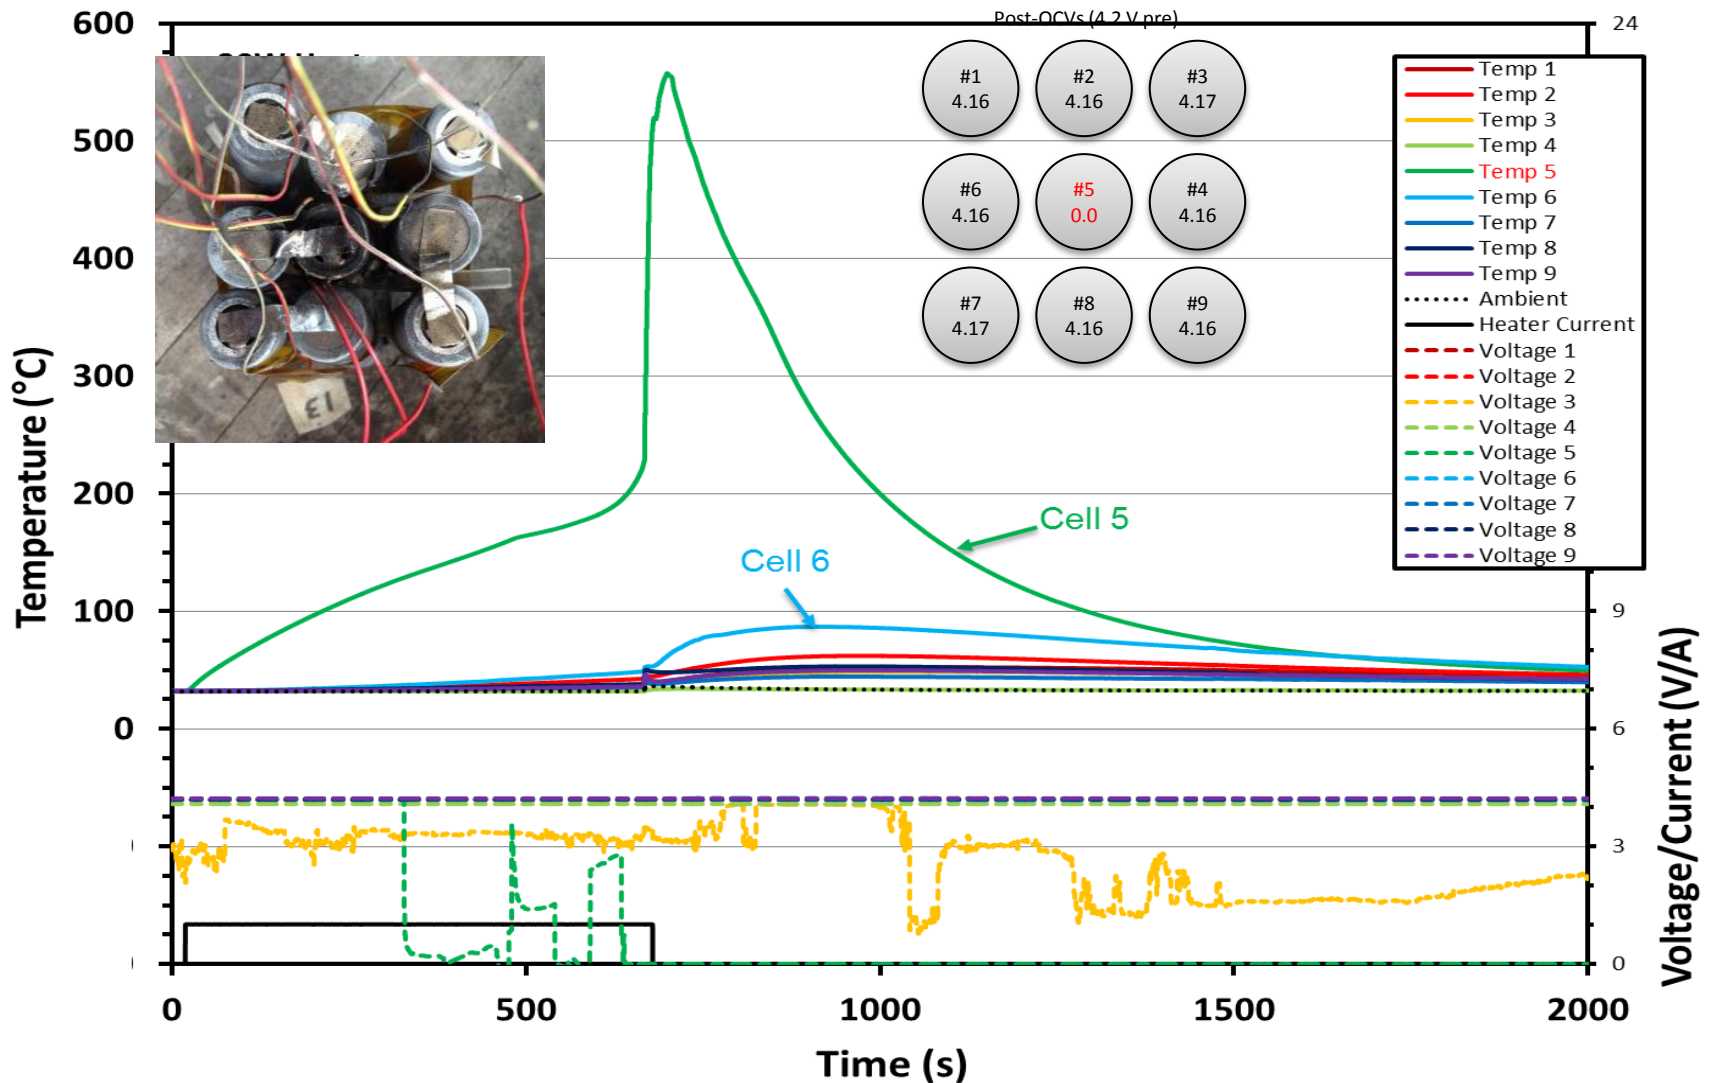 Post-OCVs (4.2 V pre)
600
500
400
300
200
100
0
Temperature (°C)
24
9
6
3
0
Voltage/Current (V/A)
0
500
1000
1500
2000
Time (s)
#1
4.16
#2
4.16
#3
4.17
#6
4.16
#5
0.0
#4
4.16
#7
4.17
#8
4.16
#9
4.16
Cell 5
Cell 6
Temp 1
Temp 2
Temp 3
Temp 4
Temp 5
Temp 6
Temp 7
Temp 8
Temp 9
Ambient
Heater Current
Voltage 1
Voltage 2
Voltage 3
Voltage 4
Voltage 5
Voltage 6
Voltage 7
Voltage 8
Voltage 9
13